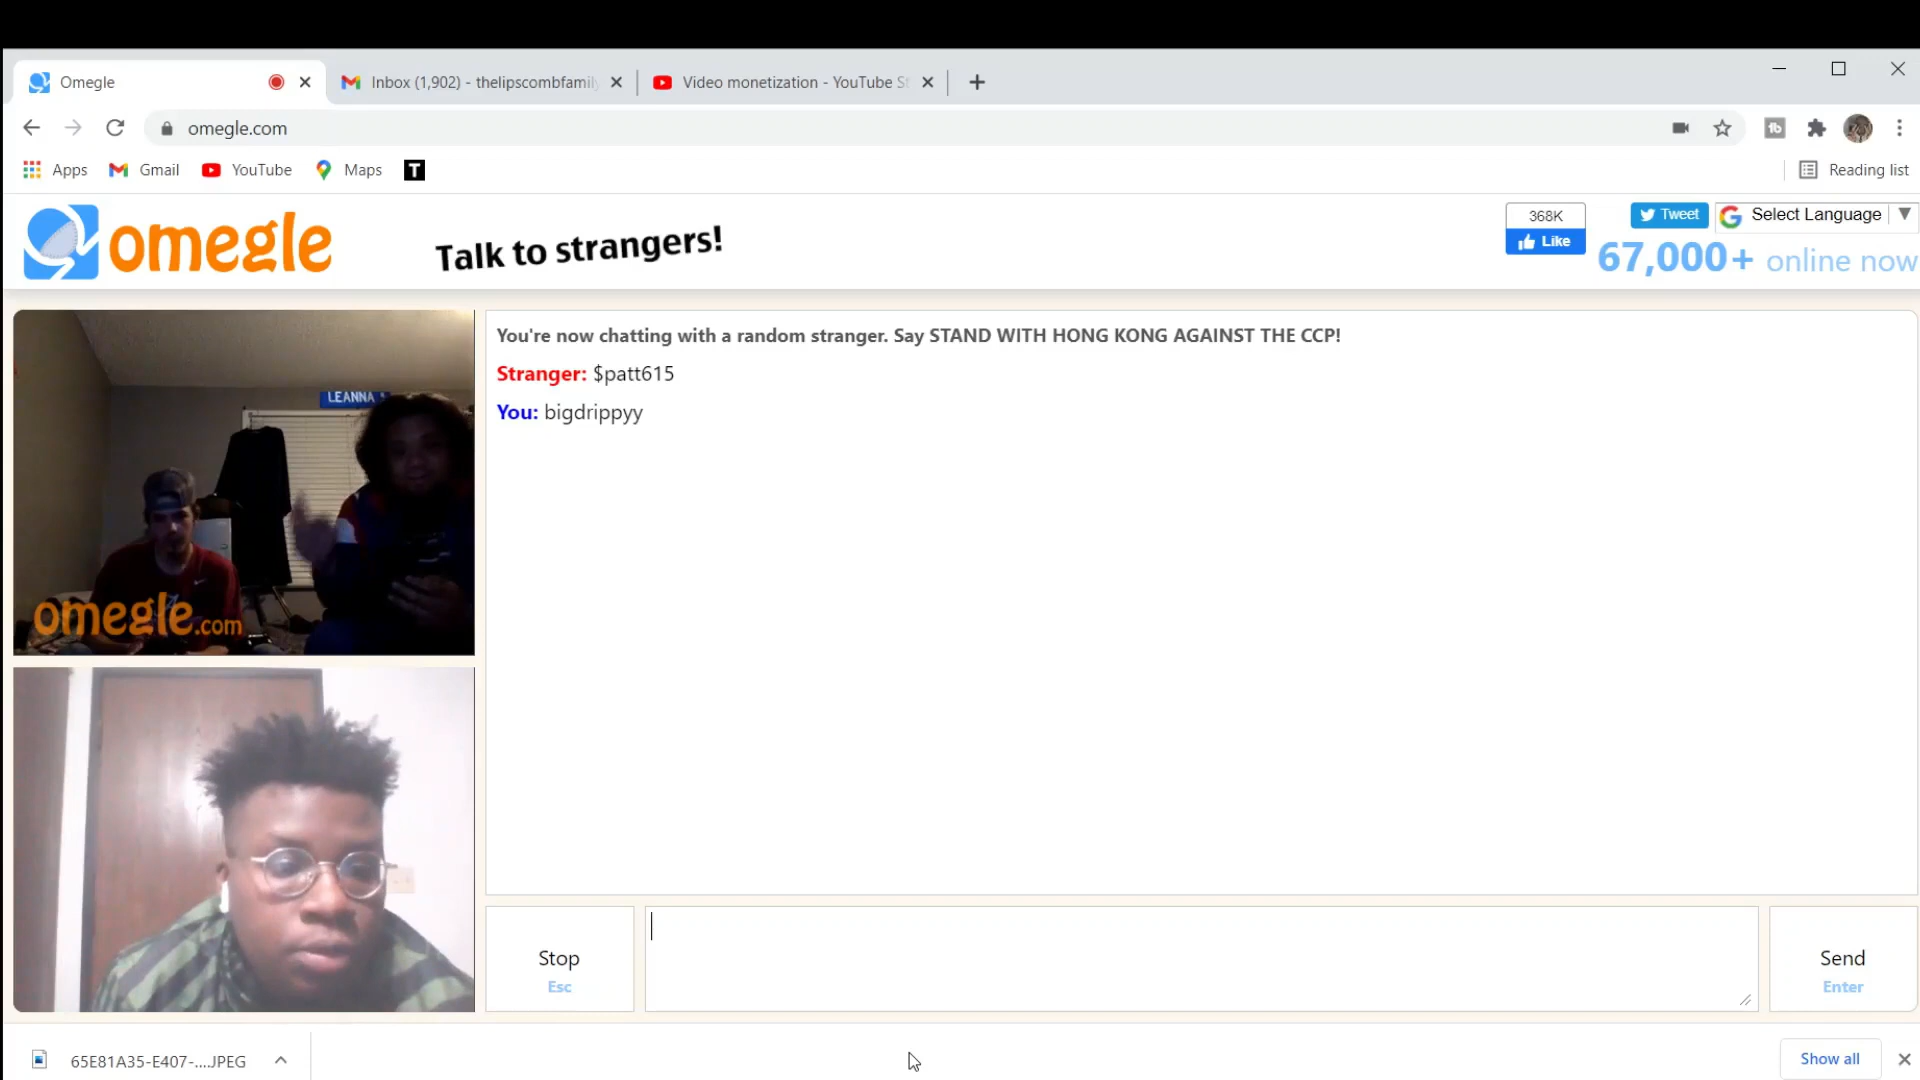 Omegle
Inbox (1,902) - thelipscombfamily
Video monetization - YouTube St
omegle.com
Apps
Gmail
YouTube
Maps
T
Reading list
omegle
Talk to strangers!
368K
Like
Tweet
Select Language
67,000+ online now
LEANNA
omegle.com
You're now chatting with a random stranger. Say STAND WITH HONG KONG AGAINST THE CCP!
Stranger: $patt615
You: bigdrippyy
Stop
Esc
Send
Enter
65E81A35-E407-....JPEG
Show all